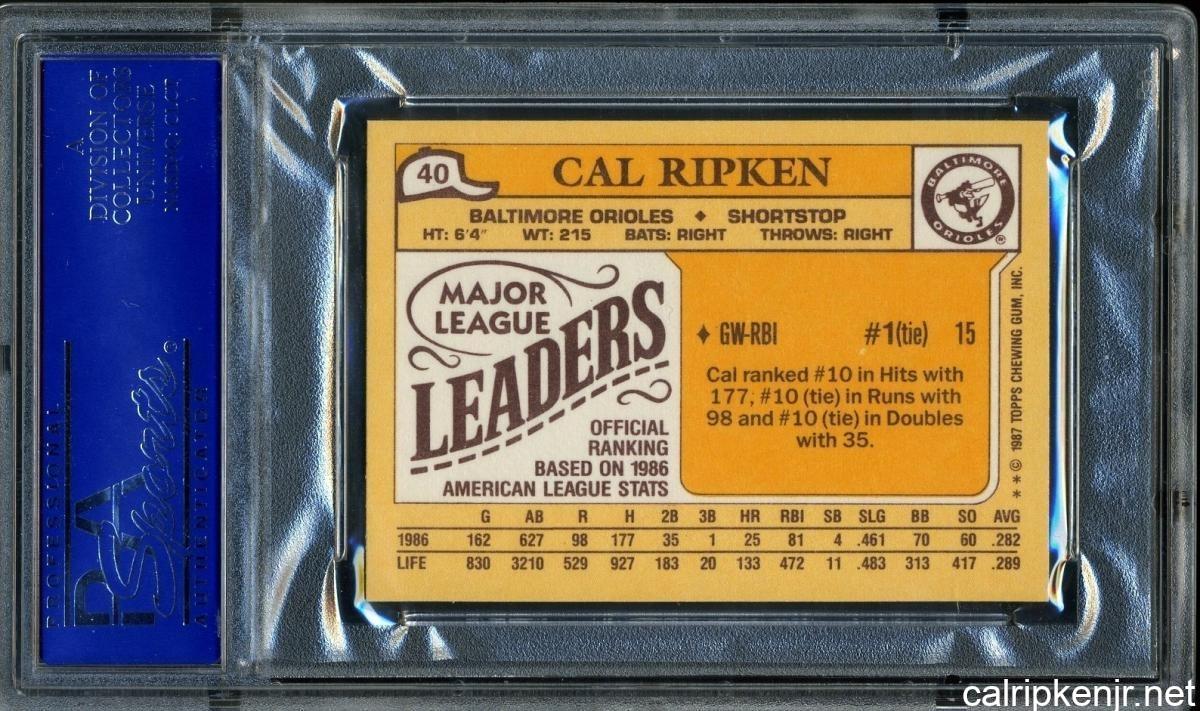 A
DIVISION OF
COLLECTORS
UNIVERSE
NASDAQ: CLCT
PSA
Sports®
PROFESSIONAL
AUTHENTICATOR
40
CAL RIPKEN
BALTIMORE ORIOLES ♦ SHORTSTOP
HT: 6'4" WT: 215 BATS: RIGHT THROWS: RIGHT
BALTIMORE
ORIOLES
®
MAJOR
LEAGUE
LEADERS
OFFICIAL
RANKING
BASED ON 1986
AMERICAN LEAGUE STATS
♦ GW-RBI #1(tie) 15
Cal ranked #10 in Hits with
177, #10 (tie) in Runs with
98 and #10 (tie) in Doubles
with 35.
* * © 1987 TOPPS CHEWING GUM, INC.
G AB R H 2B 3B HR RBI SB SLG BB SO AVG
1986 162 627 98 177 35 1 25 81 4 .461 70 60 .282
LIFE 830 3210 529 927 183 20 133 472 11 .483 313 417 .289
calripkenjr.net